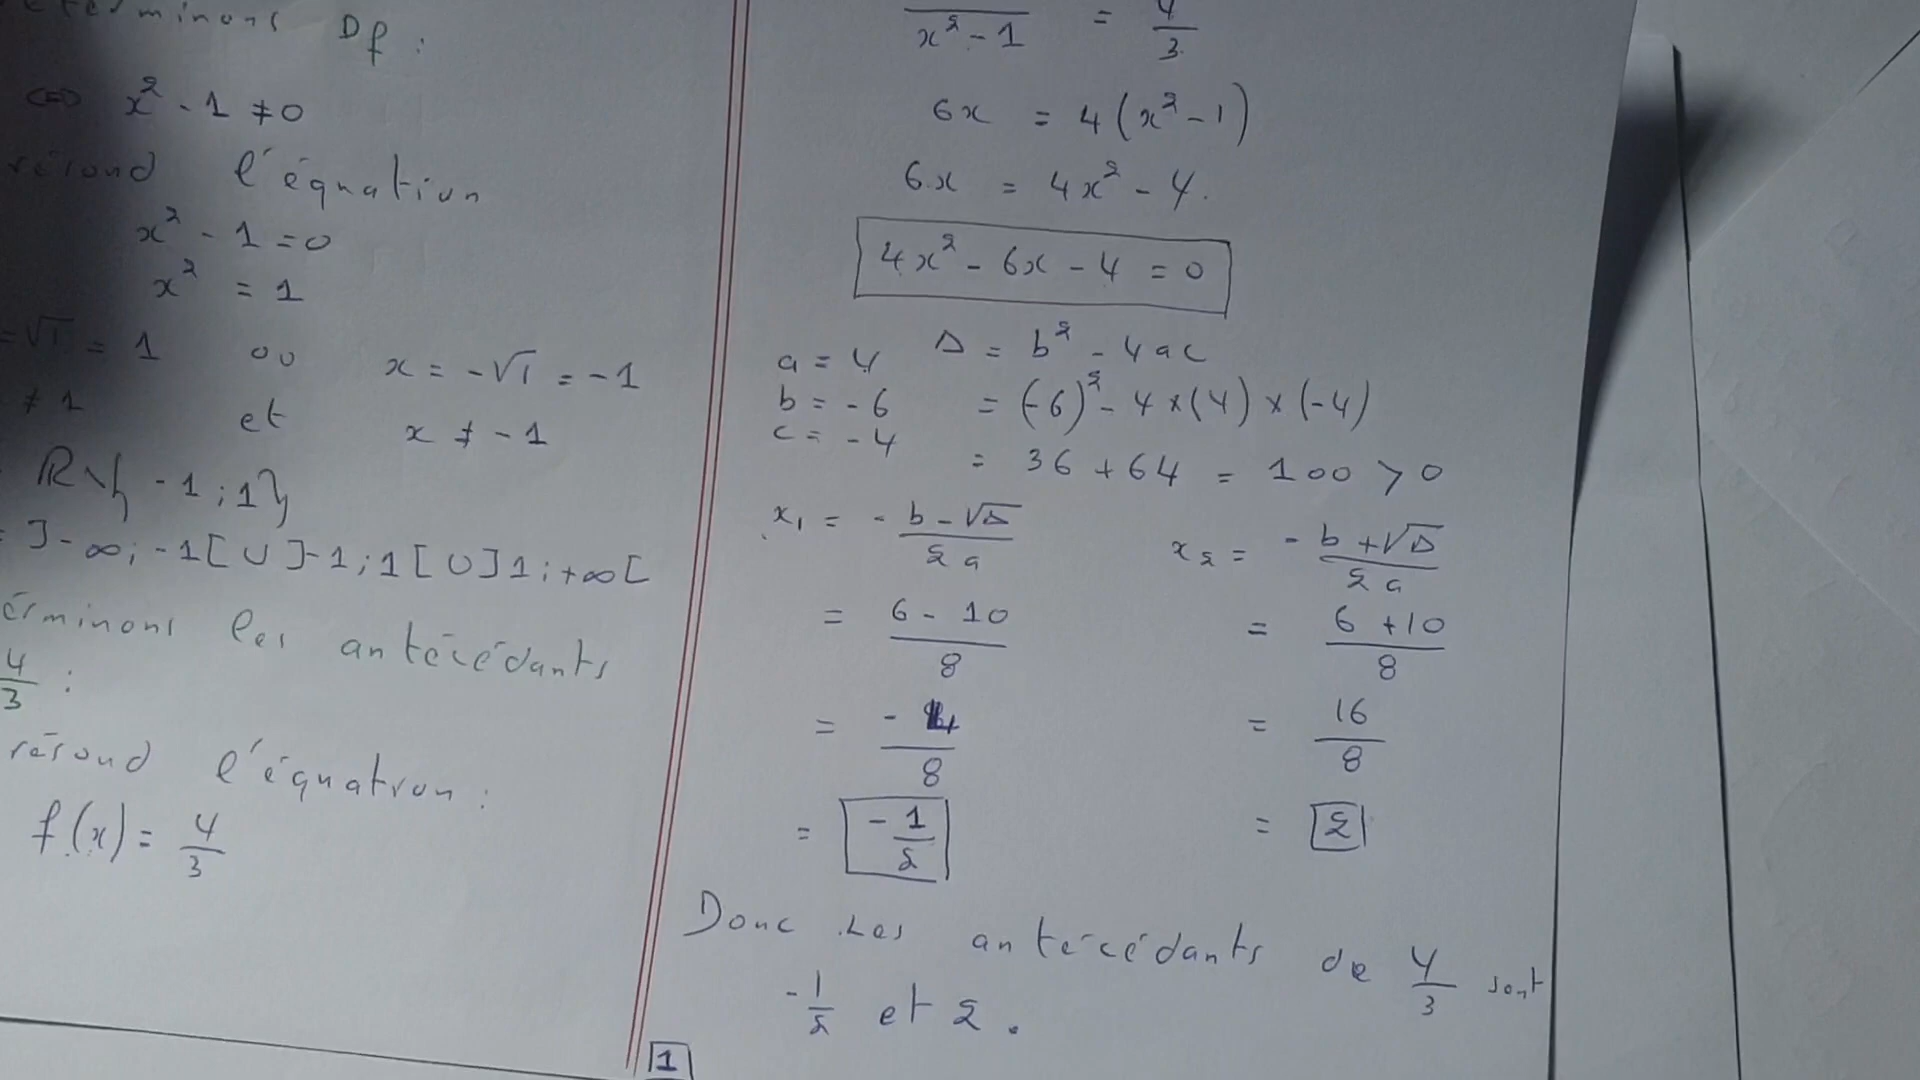 Df :
<=> x² - 1 ≠ 0
résoud l'équation
x² - 1 = 0
x² = 1
= √1 = 1 ou x = -√1 = -1
≠ 1 et x ≠ -1
ℝ\{-1 ; 1}
= ]-∞ ; -1[ ∪ ]-1 ; 1[ ∪ ]1 ; +∞[
érminons les antécédants
4/3 :
résoud l'équation :
f(x) = 4/3
x² - 1 = 4/3
6x = 4(x² - 1)
6x = 4x² - 4.
4x² - 6x - 4 = 0
a = 4 Δ = b² - 4ac
b = -6 = (-6)² - 4×(4)×(-4)
c = -4
= 36 + 64 = 100 > 0
x₁ = -b-√Δ / 2a x₂ = -b+√Δ / 2a
= 6 - 10 / 8 = 6 + 10 / 8
= -4/8 = 16/8
= -1/2 = 2
Donc Les antécédants de 4/3 sont
-1/2 et 2.
1